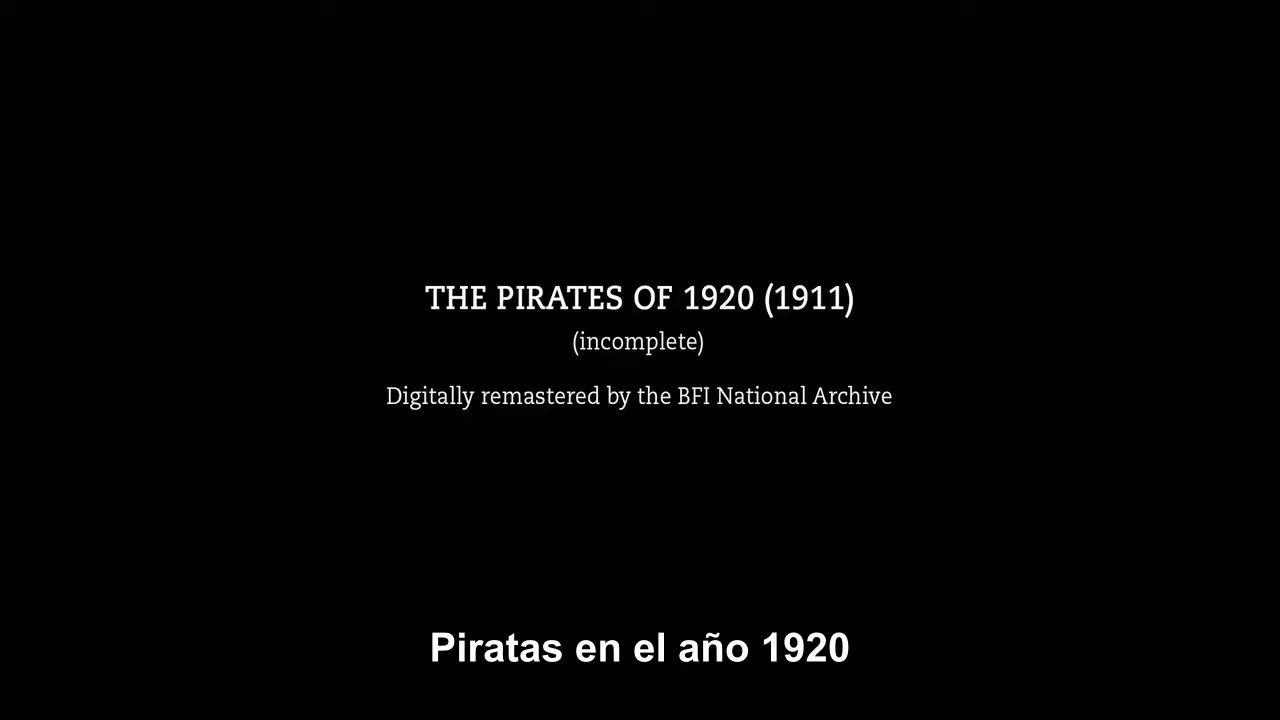 THE PIRATES OF 1920 (1911)
(incomplete)
Digitally remastered by the BFI National Archive
Piratas en el año 1920